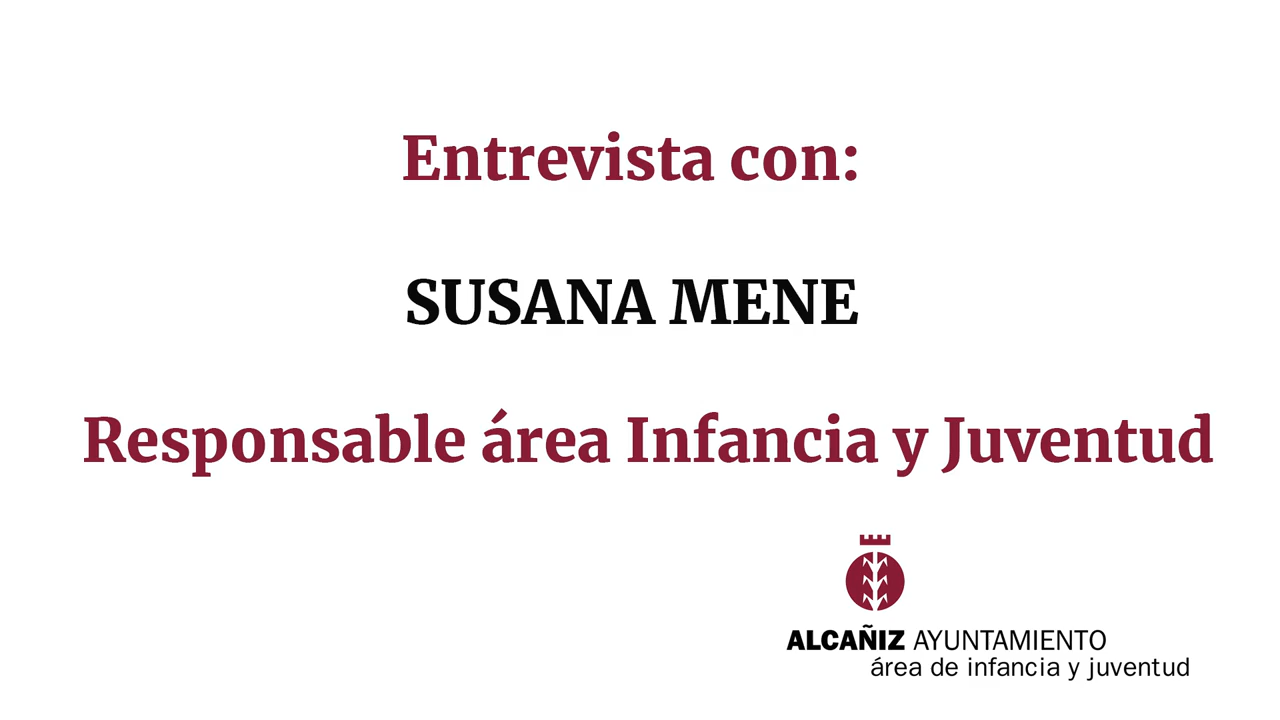 Entrevista con:
SUSANA MENE
Responsable área Infancia y Juventud
ALCAÑIZ AYUNTAMIENTO
área de infancia y juventud